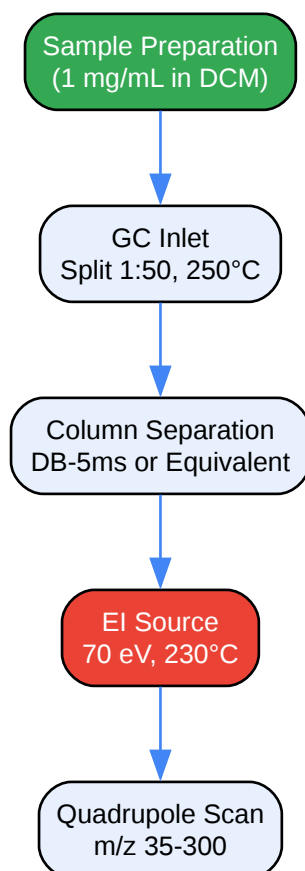 Sample Preparation
(1 mg/mL in DCM)
GC Inlet
Split 1:50, 250°C
Column Separation
DB-5ms or Equivalent
EI Source
70 eV, 230°C
Quadrupole Scan
m/z 35-300